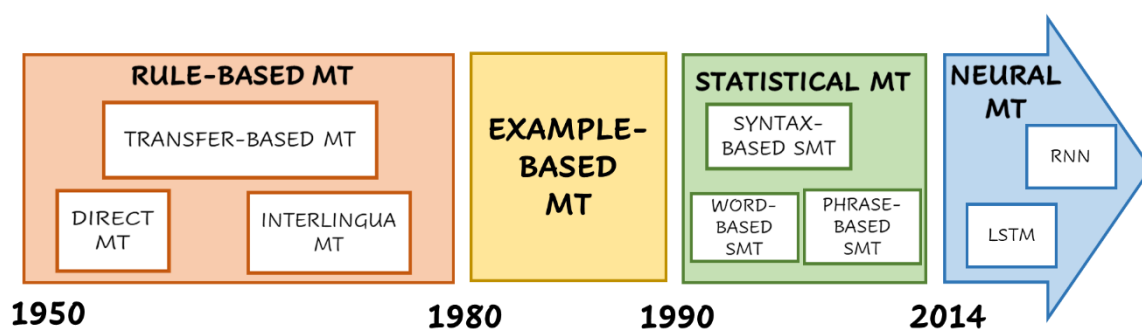 RULE-BASED MT
TRANSFER-BASED MT
DIRECT
MT
INTERLINGUA
MT
EXAMPLE-
BASED
MT
STATISTICAL MT
SYNTAX-
BASED SMT
WORD-
BASED
SMT
PHRASE-
BASED
SMT
NEURAL
MT
RNN
LSTM
1950
1980
1990
2014